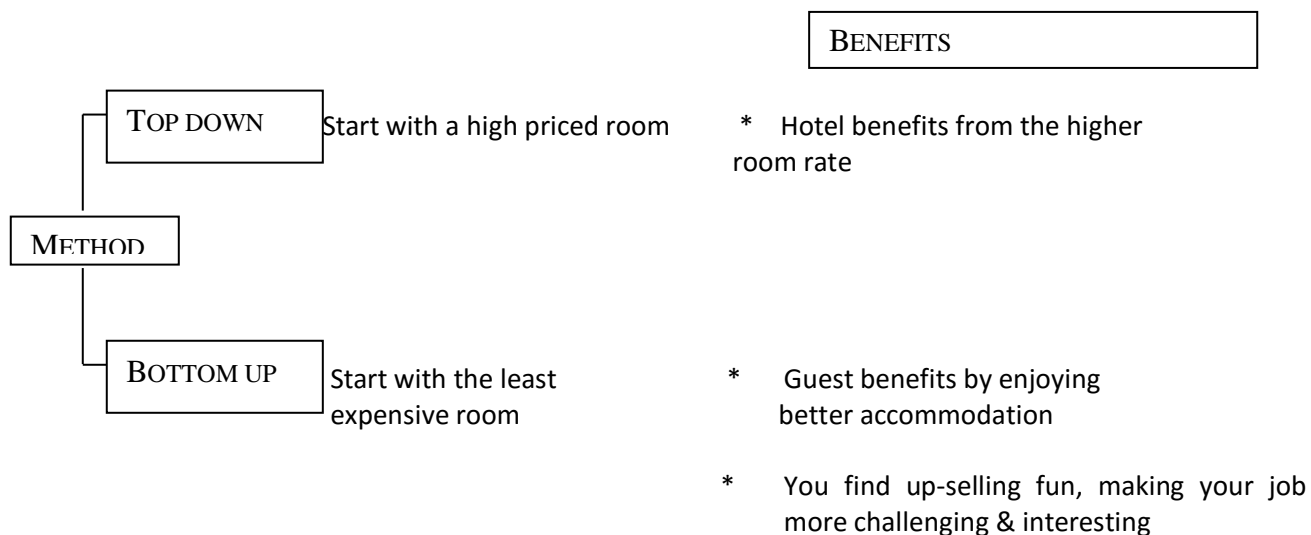 BENEFITS
TOP DOWN
Start with a high priced room
* Hotel benefits from the higher
room rate
METHOD
BOTTOM UP
Start with the least
expensive room
* Guest benefits by enjoying
better accommodation
* You find up-selling fun, making your job
more challenging & interesting